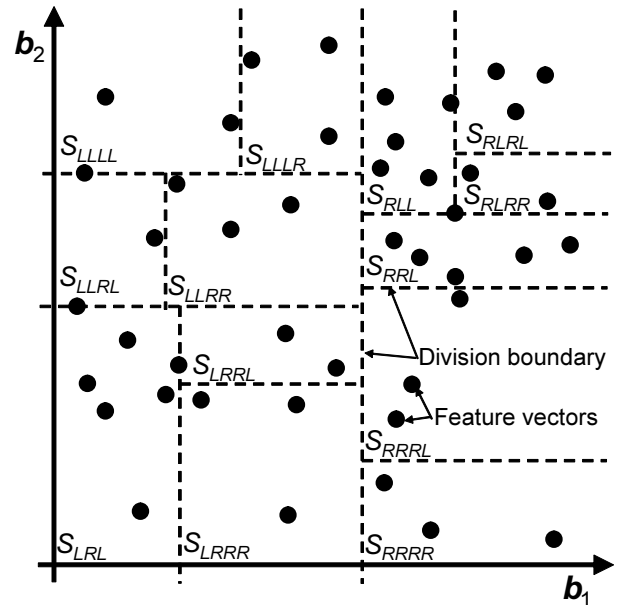 b2
SLLLL
SLLLR
SRLRL
SRLL
SRLRR
SRRL
SLLRL
SLLRR
Division boundary
SLRRL
Feature vectors
SRRRL
SLRL
SLRRR
SRRRR
b1